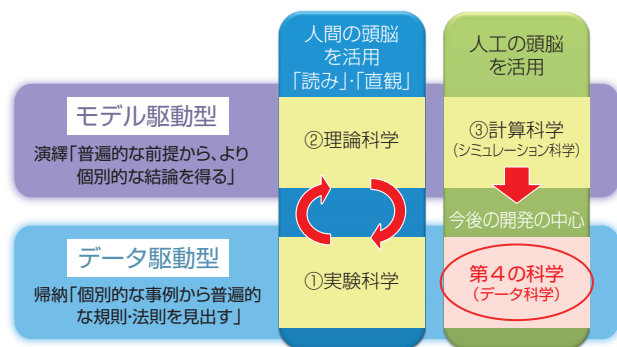 人間の頭脳
を活用
「読み」・「直観」
人工の頭脳
を活用
モデル駆動型
演繹「普遍的な前提から、より
個別的な結論を得る」
②理論科学
③計算科学
(シミュレーション科学)
今後の開発の中心
データ駆動型
帰納「個別的な事例から普遍的
な規則・法則を見出す」
①実験科学
第4の科学
(データ科学)